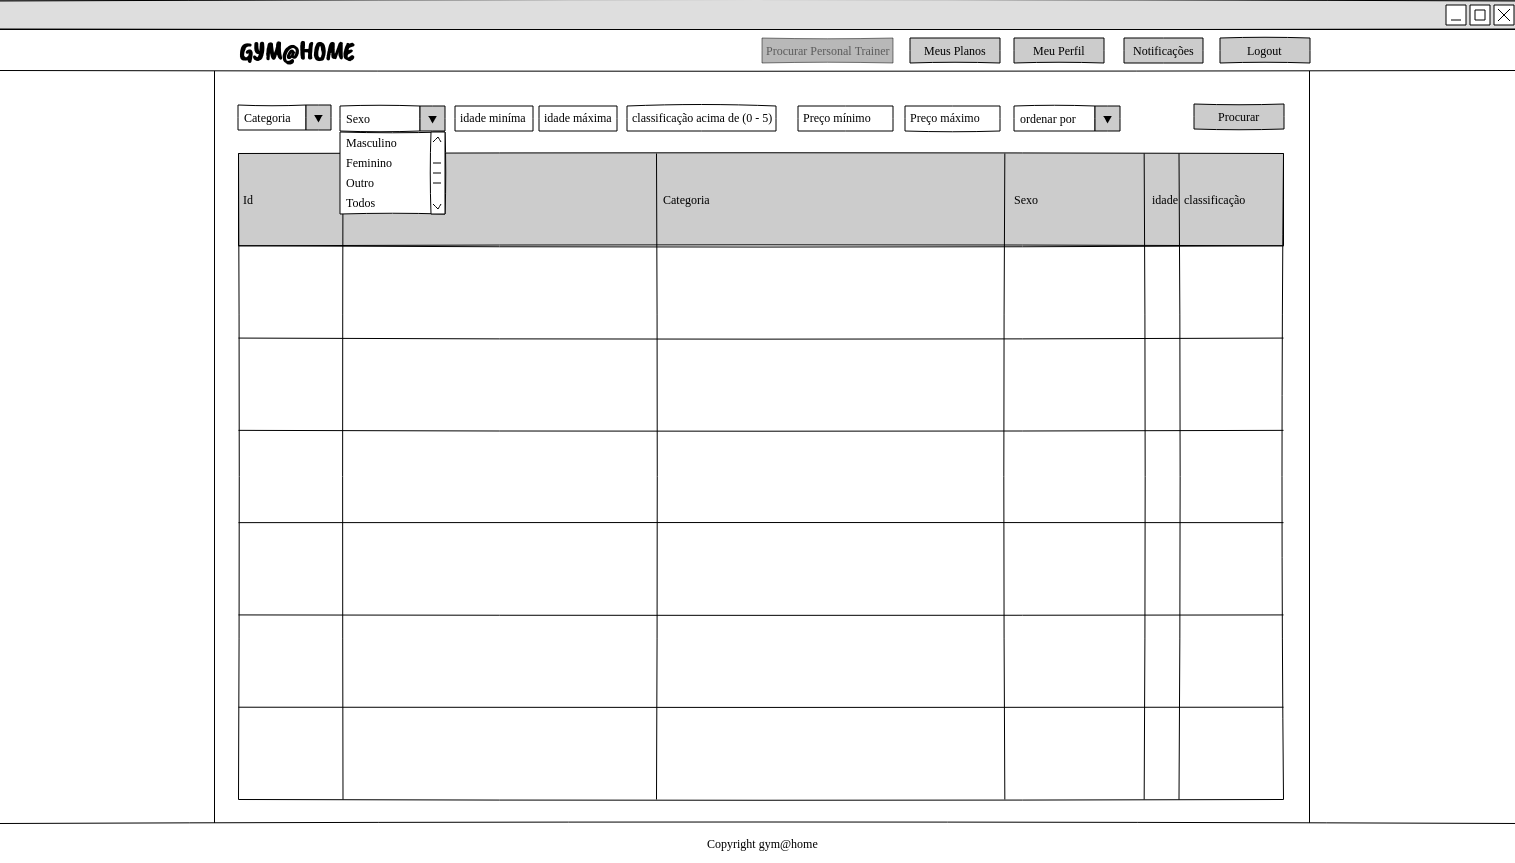 GYM@HOME
Procurar Personal Trainer
Meus Planos
Meu Perfil
Notificações
Logout
Categoria
Sexo
idade miníma
idade máxima
classificação acima de (0 - 5)
Preço mínimo
Preço máximo
ordenar por
Procurar
Masculino
Feminino
Outro
Todos
Id
Categoria
Sexo
idade
classificação
Copyright gym@home